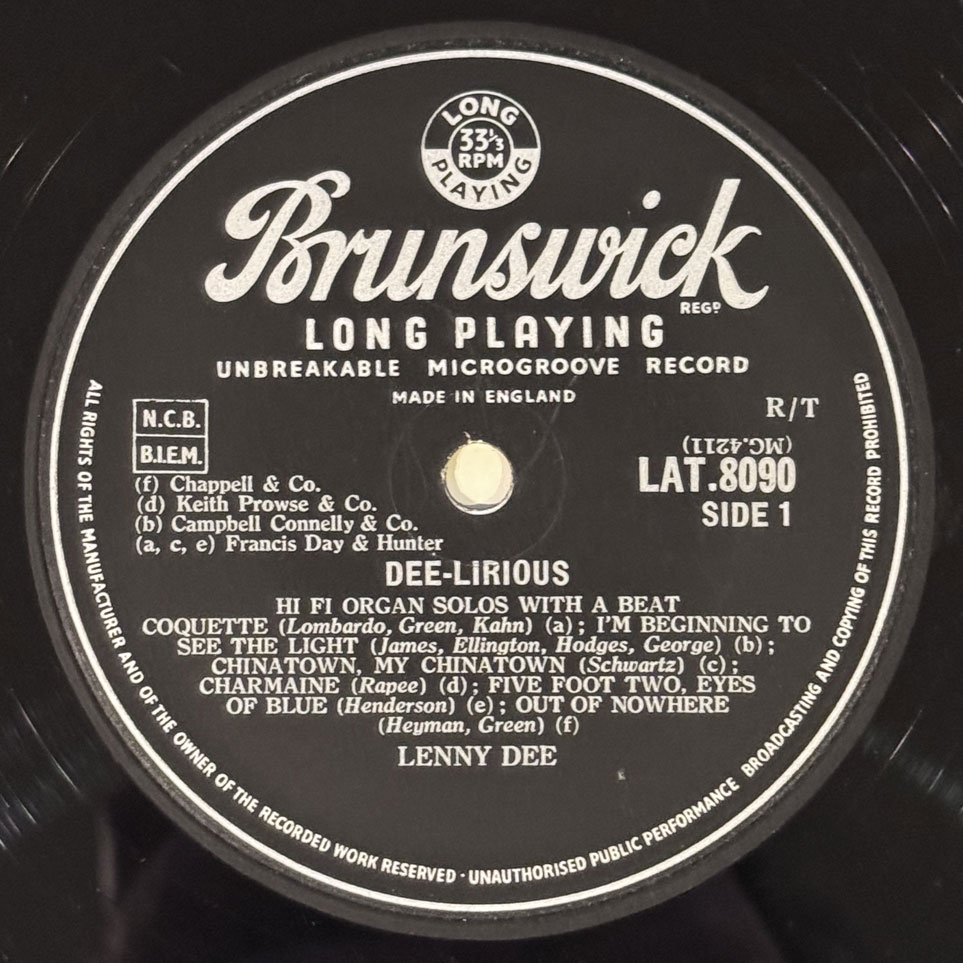 LONG
33⅓
RPM
PLAYING
Brunswick
REGD
LONG PLAYING
UNBREAKABLE MICROGROOVE RECORD
MADE IN ENGLAND
R/T
N.C.B.
B.I.E.M.
(MG.4211)
LAT.8090
SIDE 1
(f) Chappell & Co.
(d) Keith Prowse & Co.
(b) Campbell Connelly & Co.
(a, c, e) Francis Day & Hunter
DEE-LIRIOUS
HI FI ORGAN SOLOS WITH A BEAT
COQUETTE (Lombardo, Green, Kahn) (a); I'M BEGINNING TO
SEE THE LIGHT (James, Ellington, Hodges, George) (b);
CHINATOWN, MY CHINATOWN (Schwartz) (c);
CHARMAINE (Rapee) (d); FIVE FOOT TWO, EYES
OF BLUE (Henderson) (e); OUT OF NOWHERE
(Heyman, Green) (f)
LENNY DEE
ALL RIGHTS OF THE MANUFACTURER AND OF THE OWNER OF THE RECORDED WORK RESERVED · UNAUTHORISED PUBLIC PERFORMANCE BROADCASTING AND COPYING OF THIS RECORD PROHIBITED